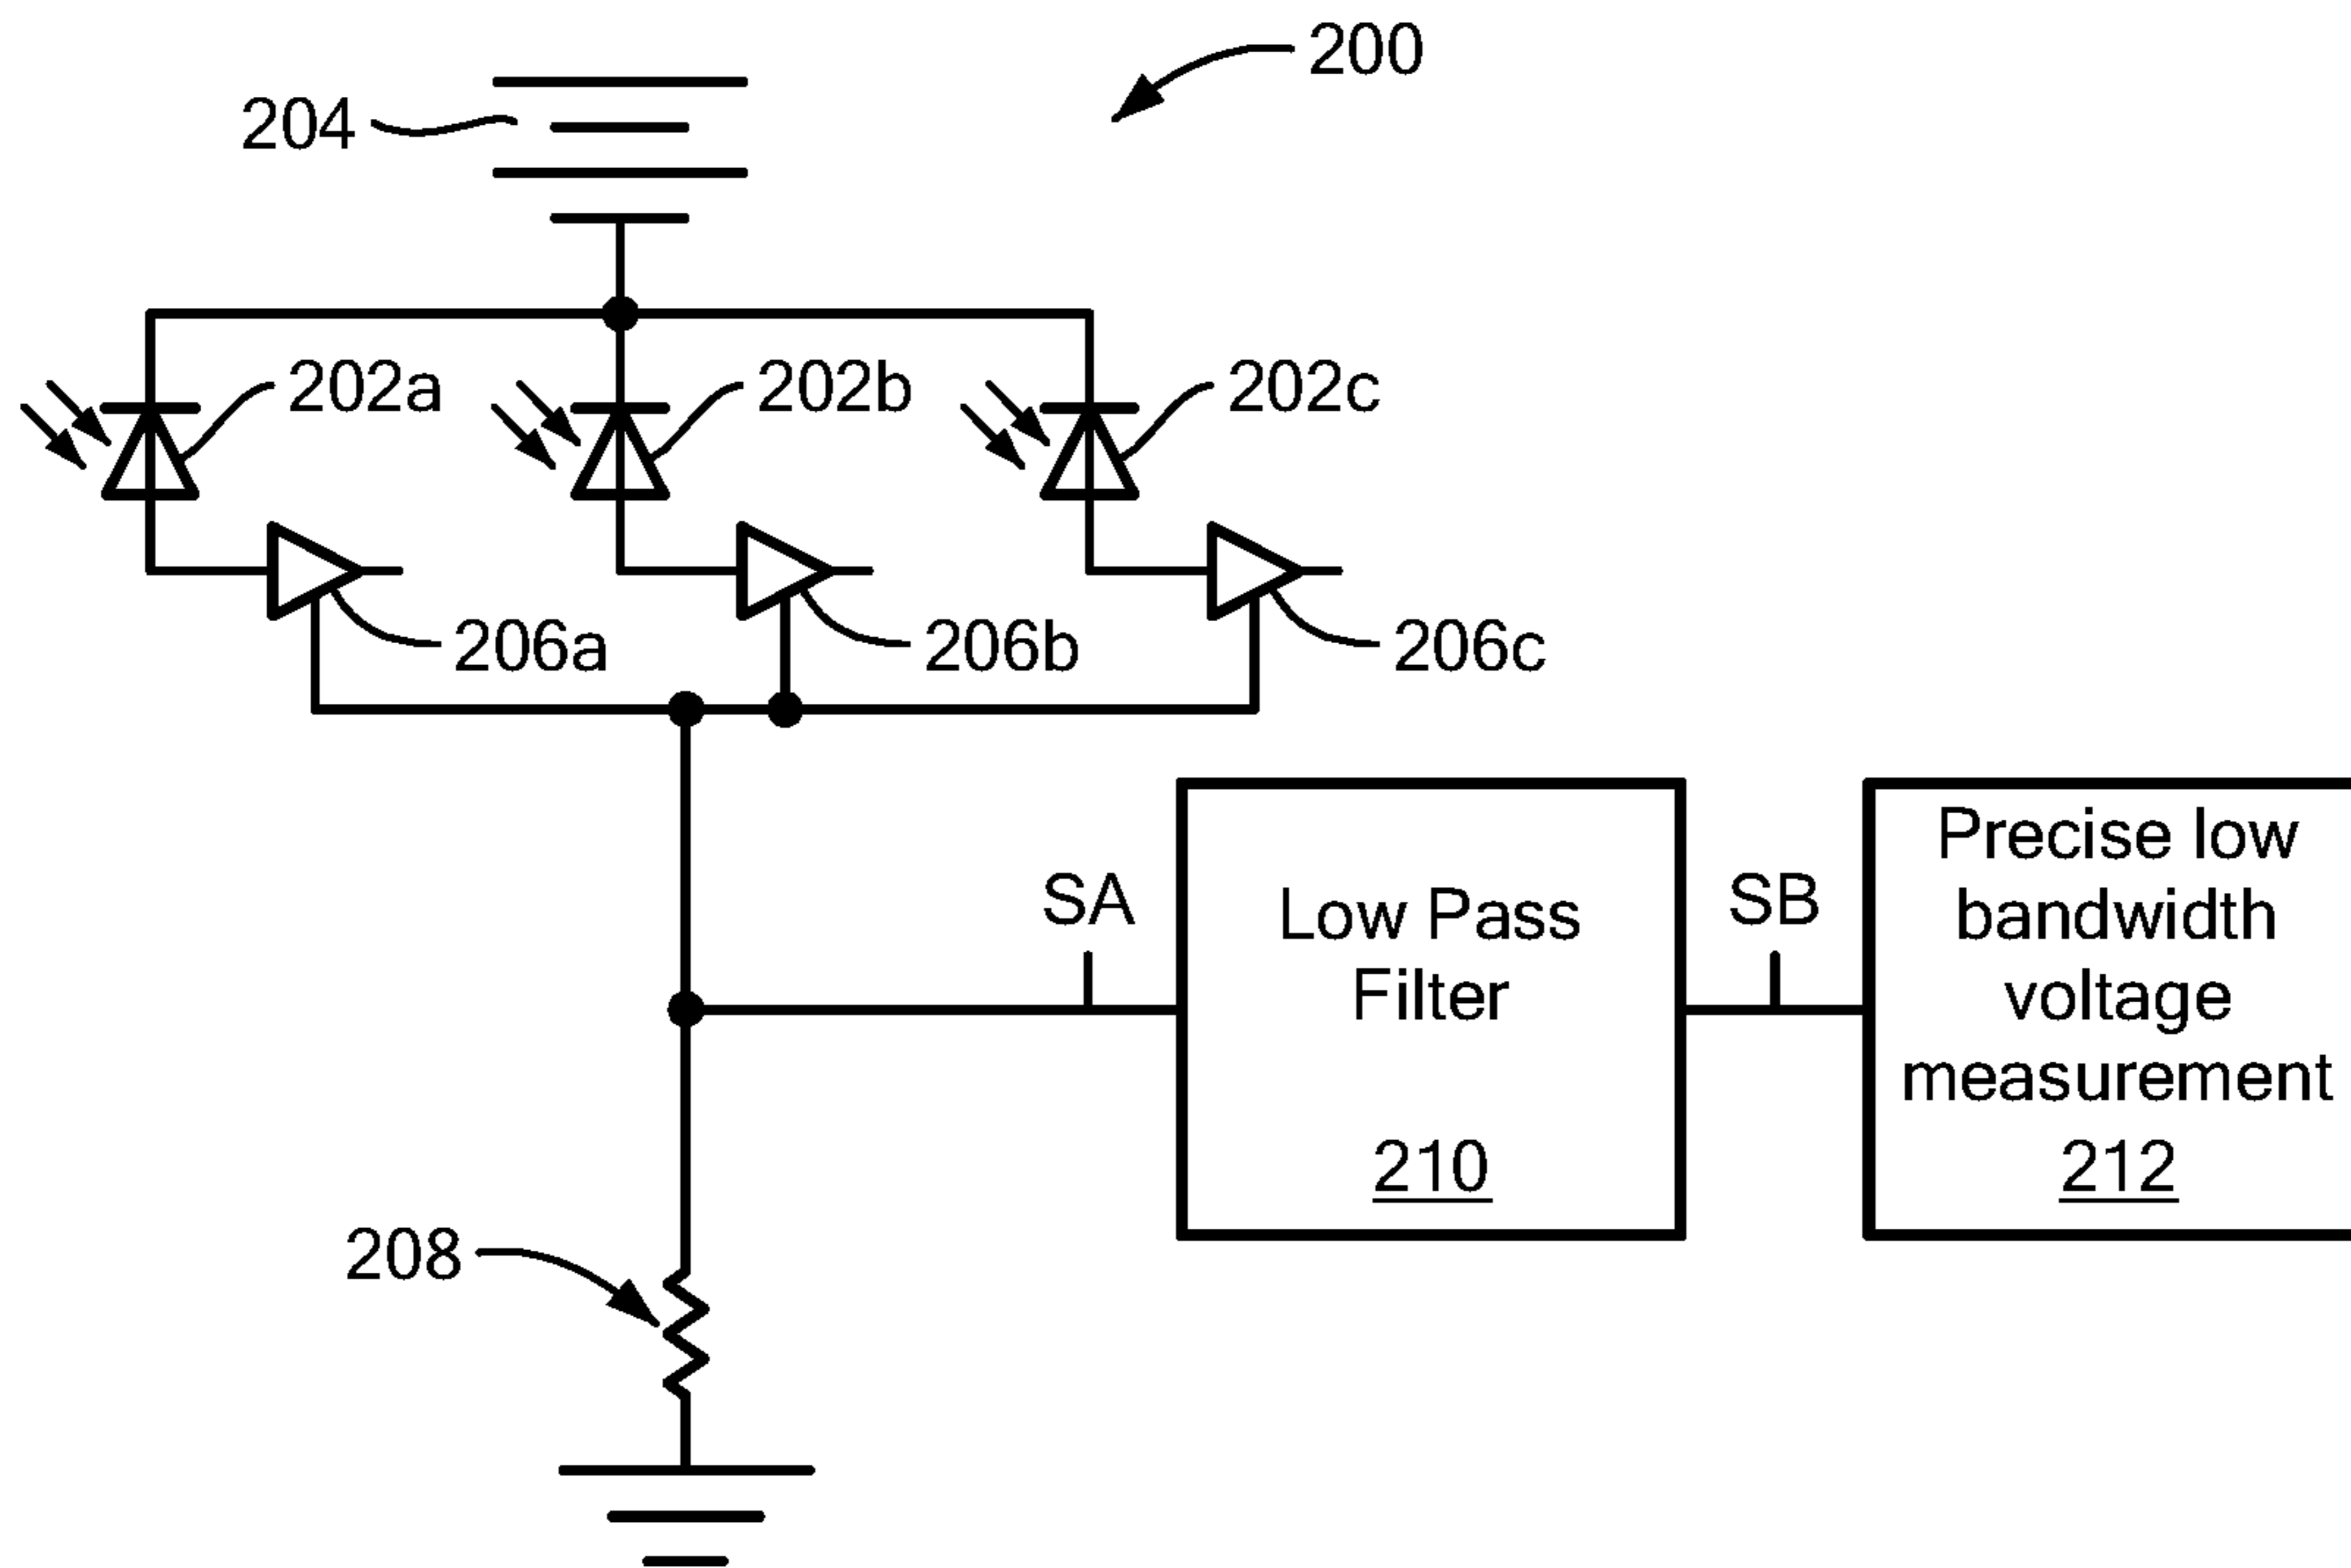 200
204
202a
202b
202c
206a
206b
206c
SA
SB
Low Pass
Filter
210
Precise low
bandwidth
voltage
measurement
212
208